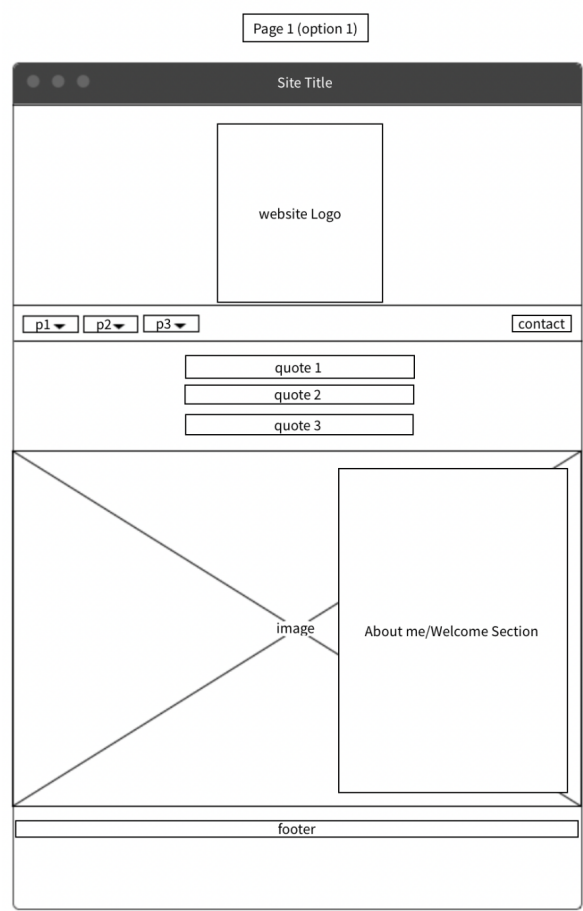 Page 1 (option 1)
Site Title
website Logo
p1 p2 p3 contact
quote 1
quote 2
quote 3
image
About me/Welcome Section
footer